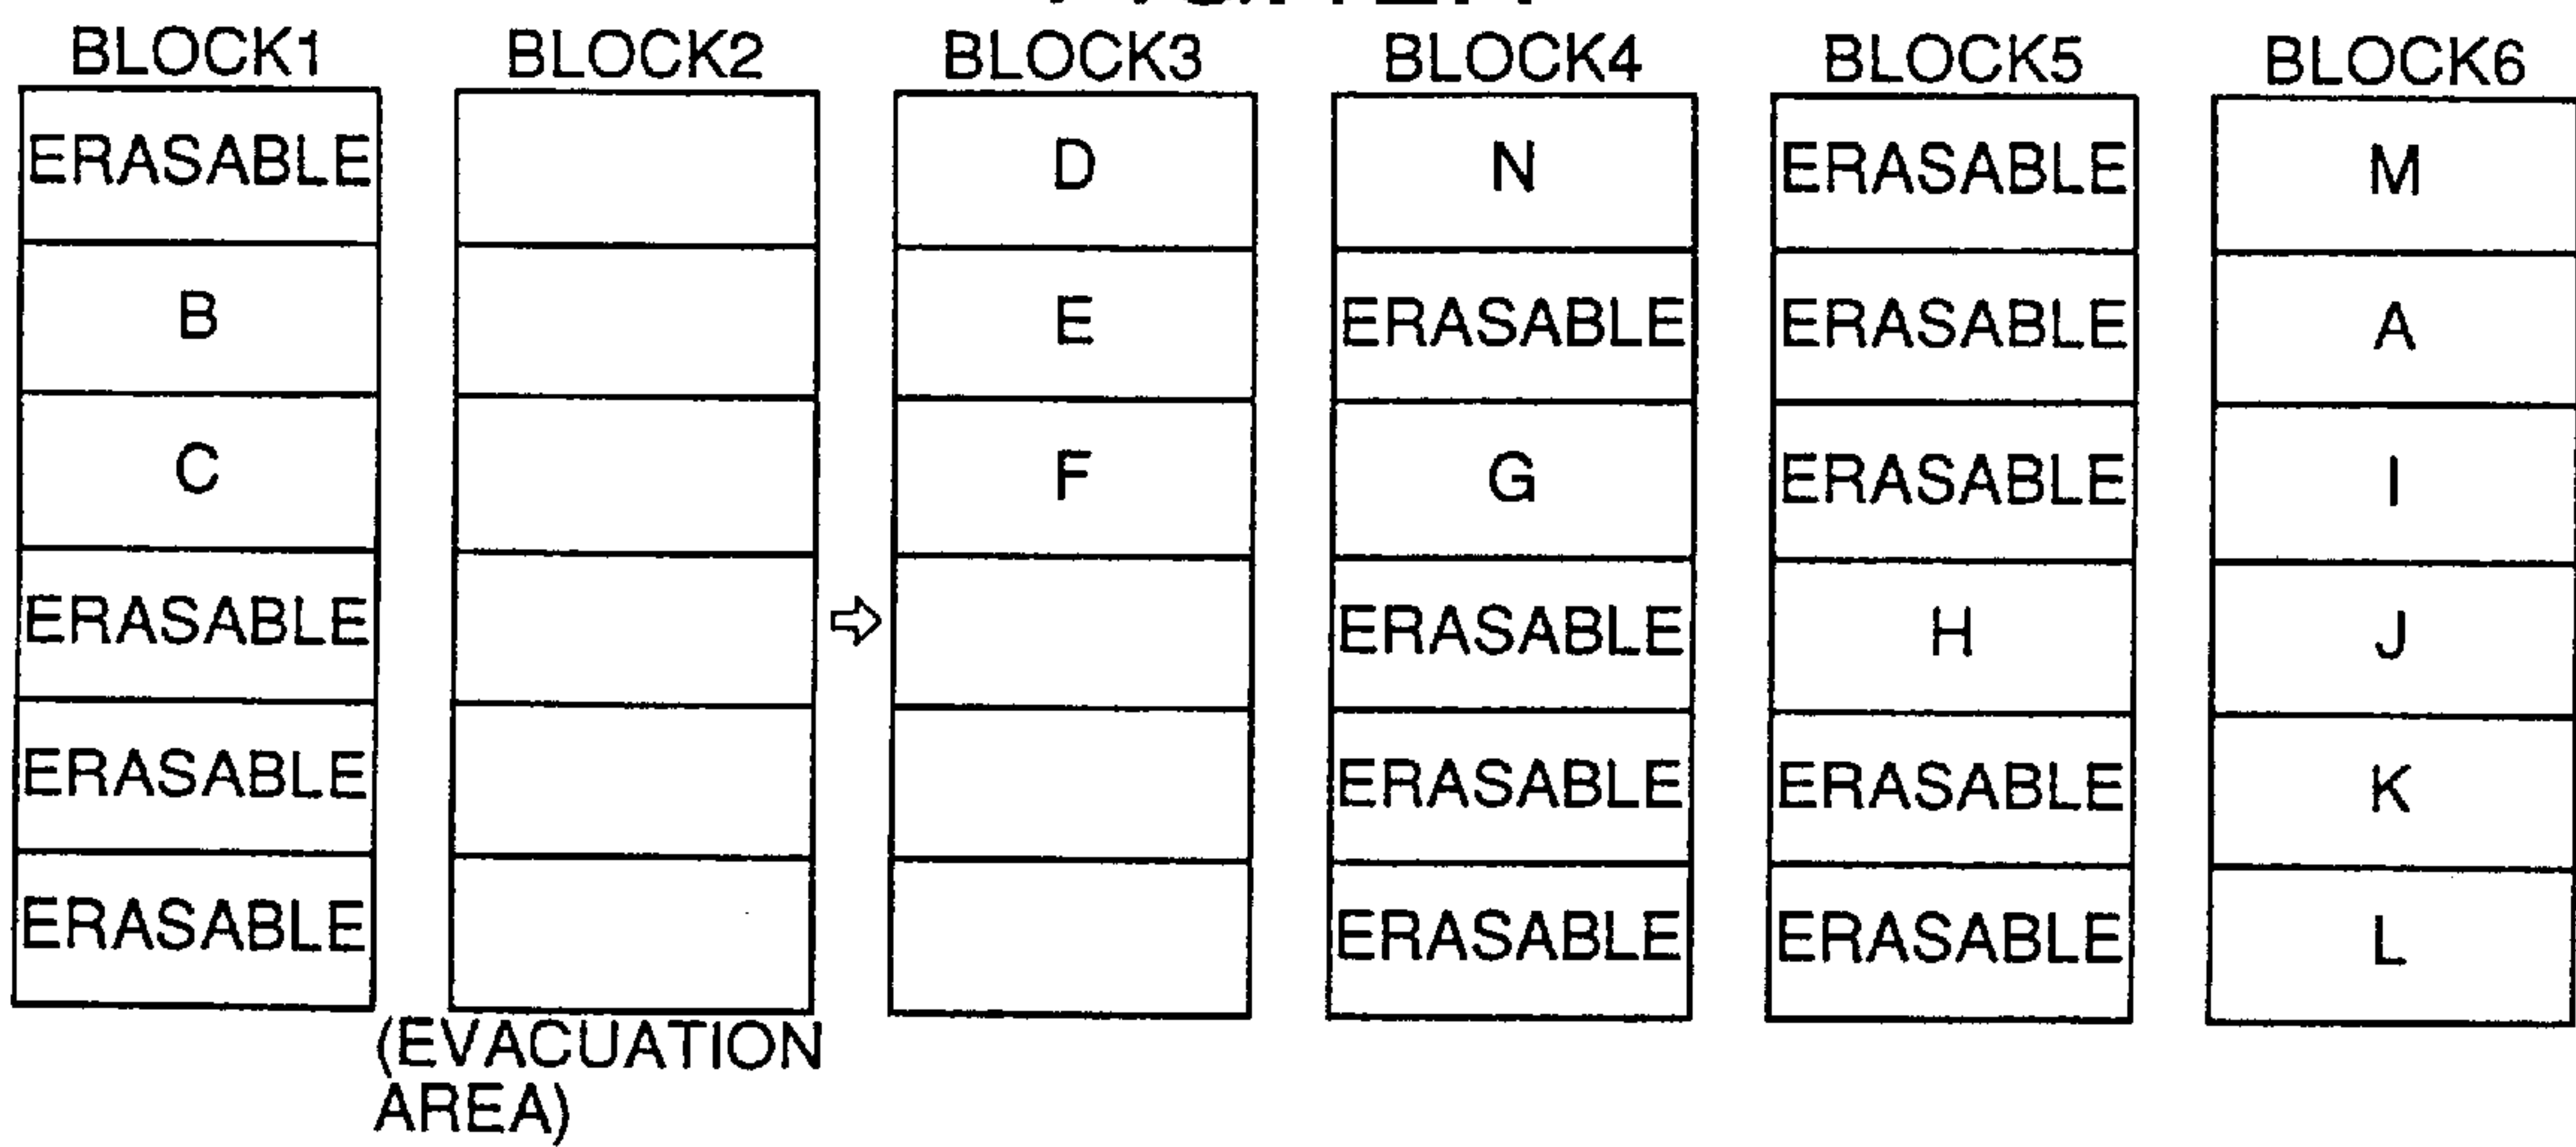 BLOCK1 BLOCK2 BLOCK3 BLOCK4 BLOCK5 BLOCK6
ERASABLE D N ERASABLE M
B E ERASABLE ERASABLE A
C F G ERASABLE I
ERASABLE ERASABLE H J
ERASABLE ERASABLE ERASABLE K
ERASABLE ERASABLE ERASABLE L
(EVACUATION
AREA)